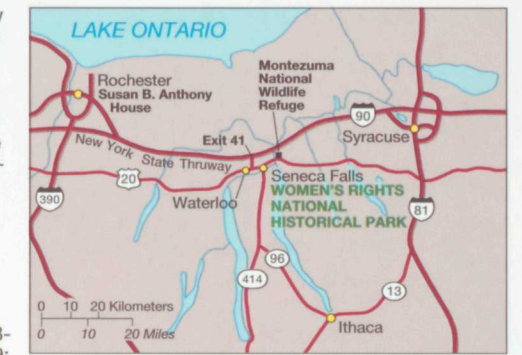 LAKE ONTARIO
Rochester
Susan B. Anthony
House
Montezuma
National
Wildlife
Refuge
90
Syracuse
Exit 41
New York State Thruway
20
Seneca Falls
WOMEN'S RIGHTS
NATIONAL
HISTORICAL PARK
Waterloo
390
81
96
414
13
Ithaca
0 10 20 Kilometers
0 10 20 Miles